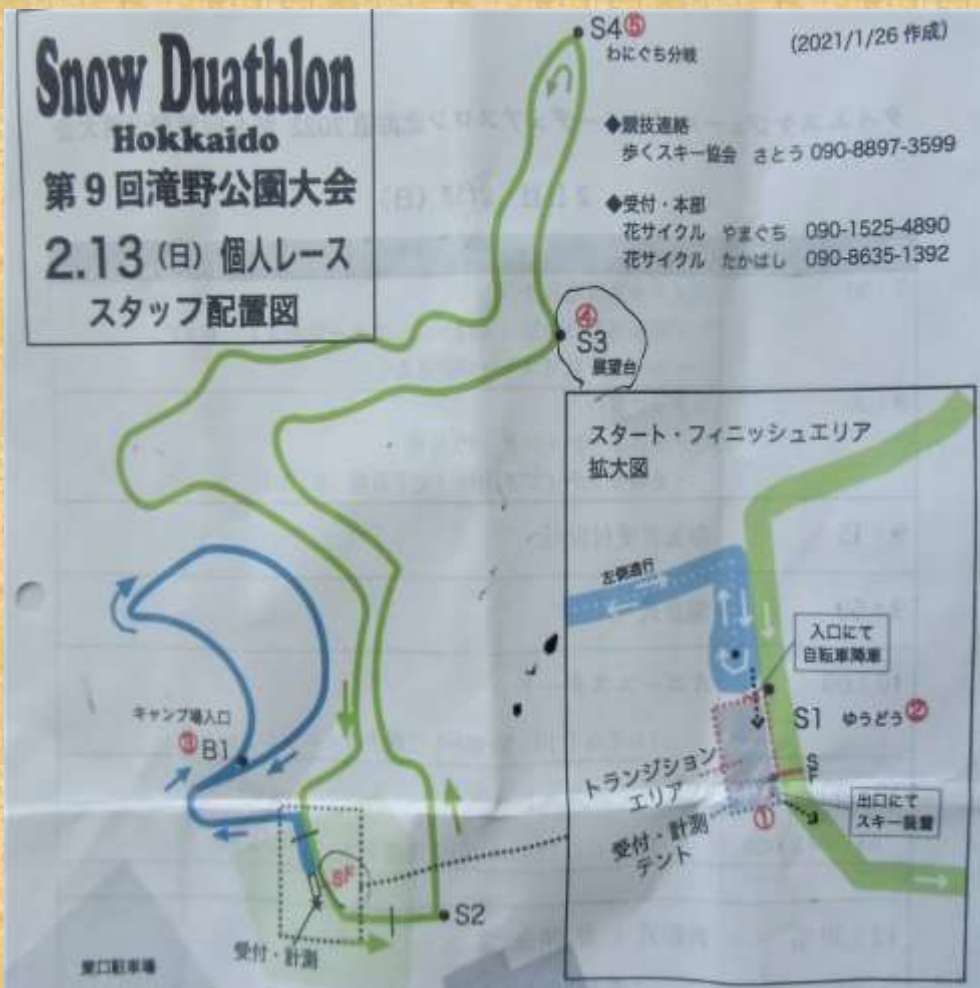 Snow Duathlon
Hokkaido
第9回滝野公園大会
2.13(日)個人レース
スタッフ配置図
(2021/1/26 作成)
S4⑤
わにぐち分岐
◆競技連絡
歩くスキー協会 さとう 090-8897-3599
◆受付・本部
花サイクル やまぐち 090-1525-4890
花サイクル たかはし 090-8635-1392
④
S3
展望台
スタート・フィニッシュエリア
拡大図
左側通行
入口にて
自転車降車
S1 ゆうどう②
トランジション
エリア
S
F
出口にて
スキー装着
①
受付・計測
テント
キャンプ場入口
③B1
SF
S2
受付・計測
東口駐車場